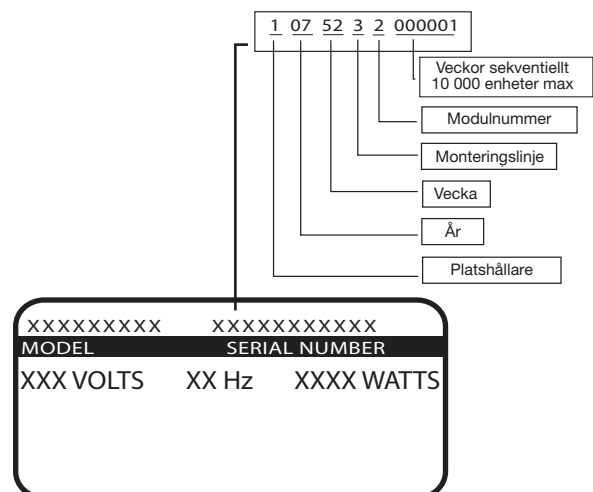 1 07 52 3 2 000001
Veckor sekventiellt
10 000 enheter max
Modulnummer
Monteringslinje
Vecka
År
Platshållare
XXXXXXXXX XXXXXXXXXXX
MODEL SERIAL NUMBER
XXX VOLTS XX Hz XXXX WATTS